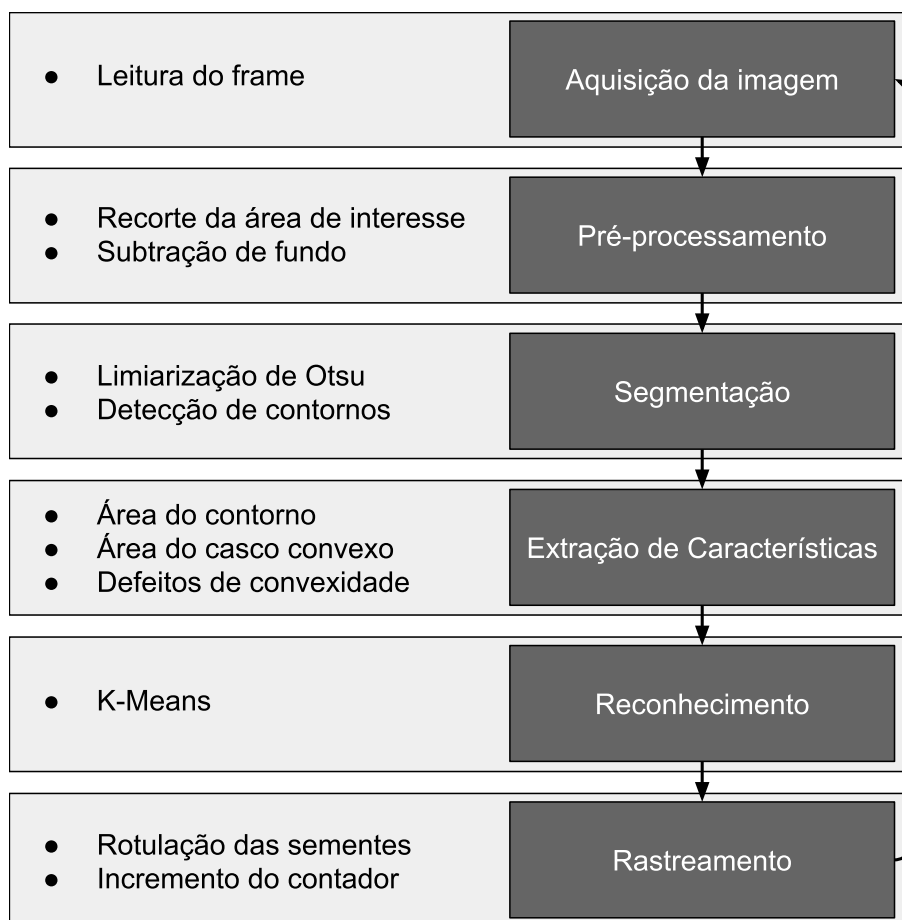 ● Leitura do frame
Aquisição da imagem
● Recorte da área de interesse
● Subtração de fundo
Pré-processamento
● Limiarização de Otsu
● Detecção de contornos
Segmentação
● Área do contorno
● Área do casco convexo
● Defeitos de convexidade
Extração de Características
● K-Means
Reconhecimento
● Rotulação das sementes
● Incremento do contador
Rastreamento